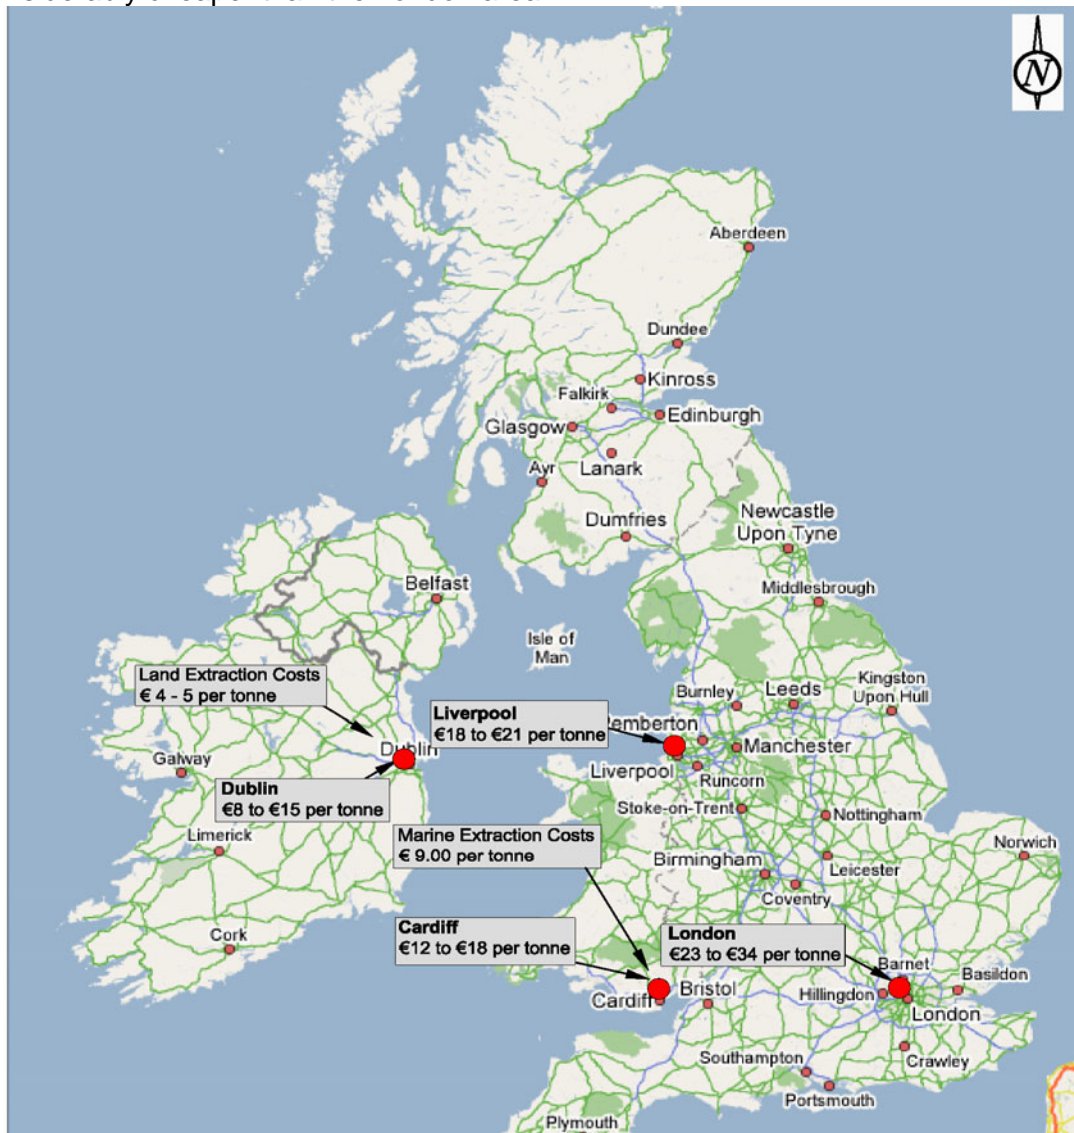 N
Aberdeen
Dundee
Kinross
Falkirk
Edinburgh
Glasgow
Lanark
Ayr
Dumfries
Newcastle
Upon Tyne
Belfast
Middlesbrough
Isle of
Man
Land Extraction Costs
€ 4 - 5 per tonne
Burnley
Leeds
Kingston
Upon Hull
Liverpool
€18 to €21 per tonne
Pemberton
Dublin
Manchester
Galway
Liverpool
Runcorn
Dublin
€8 to €15 per tonne
Stoke-on-Trent
Nottingham
Limerick
Marine Extraction Costs
€ 9.00 per tonne
Norwich
Birmingham
Leicester
Coventry
Cork
Cardiff
€12 to €18 per tonne
London
€23 to €34 per tonne
Barnet
Basildon
Cardiff
Bristol
Hillingdon
London
Crawley
Southampton
Portsmouth
Plymouth